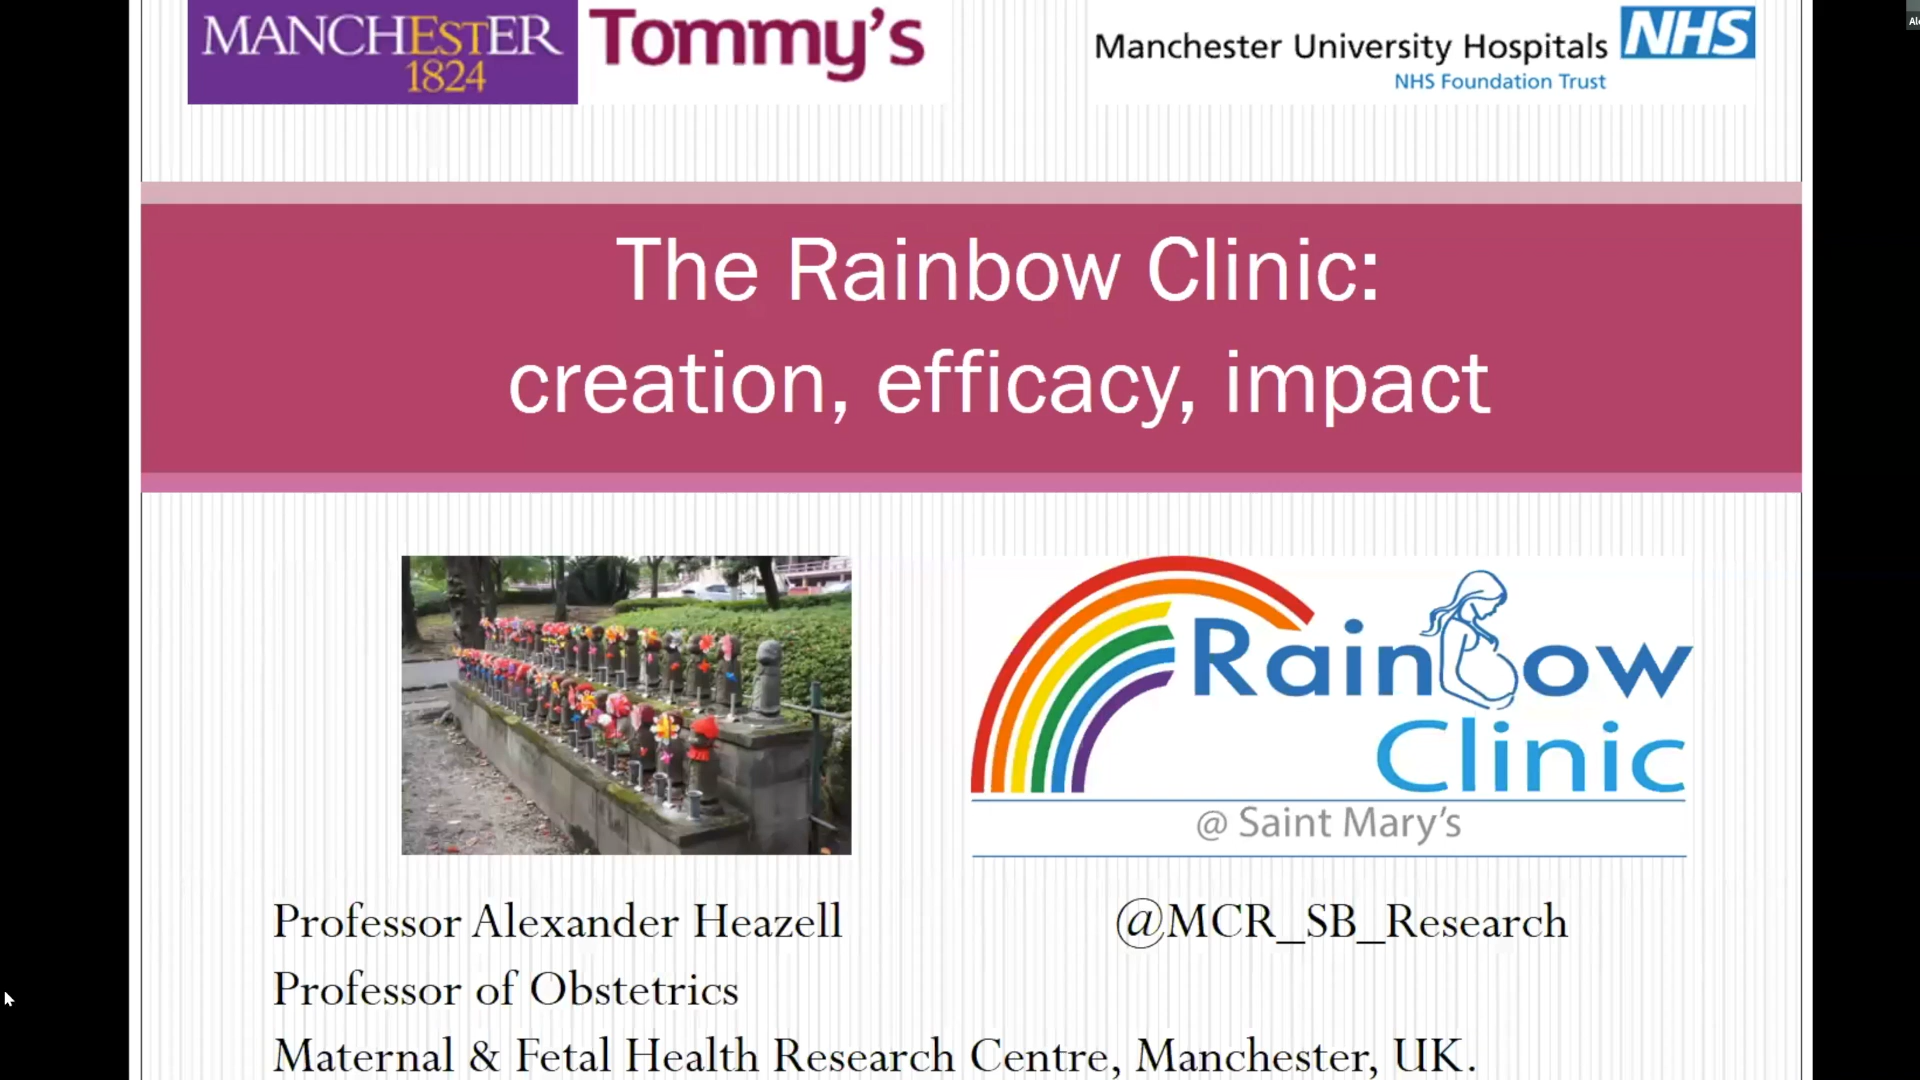 MANCHESTER
1824
Tommy's
Manchester University Hospitals NHS
NHS Foundation Trust
The Rainbow Clinic:
creation, efficacy, impact
Rainbow
Clinic
@ Saint Mary's
Professor Alexander Heazell
@MCR_SB_Research
Professor of Obstetrics
Maternal & Fetal Health Research Centre, Manchester, UK.